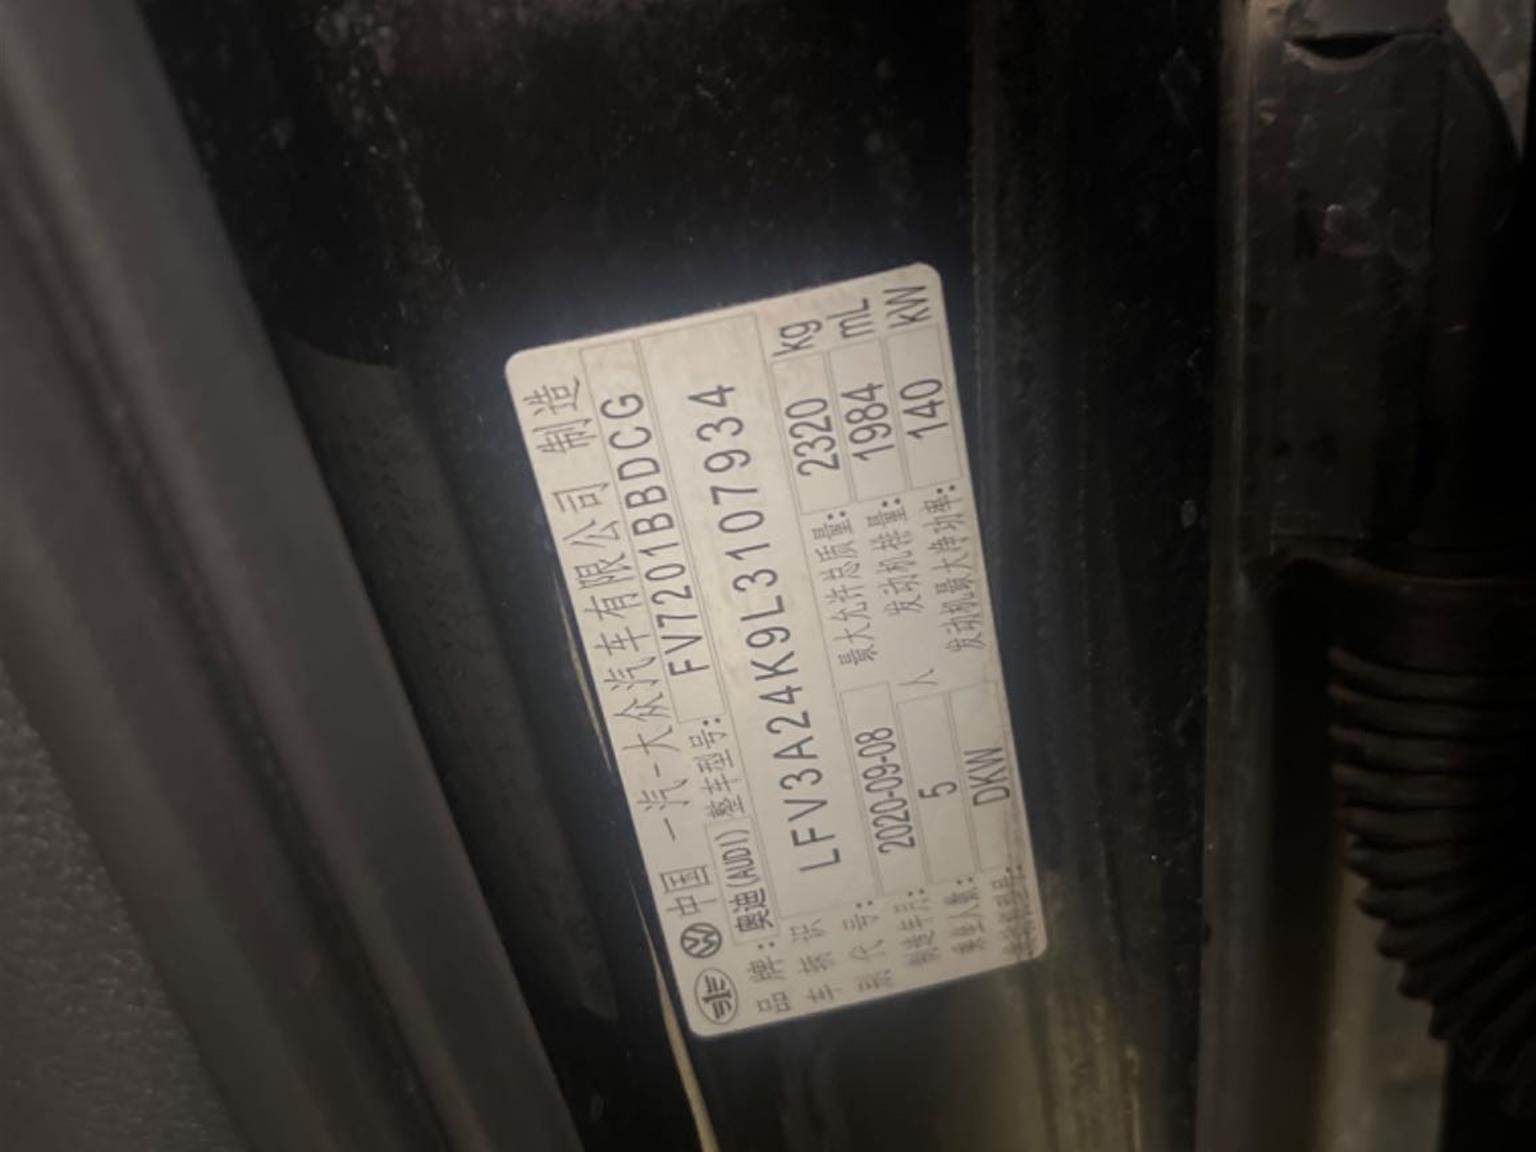 中国 一汽-大众汽车有限公司 制造
品牌: 奥迪(AUDI) 整车型号: FV7201BBDCG
车辆识别代号: LFV3A24K9L3107934
制造年月: 2020-09-08 最大允许总质量: 2320 kg
乘坐人数: 5 人 发动机排量: 1984 mL
发动机型号: DKW 发动机最大净功率: 140 kW